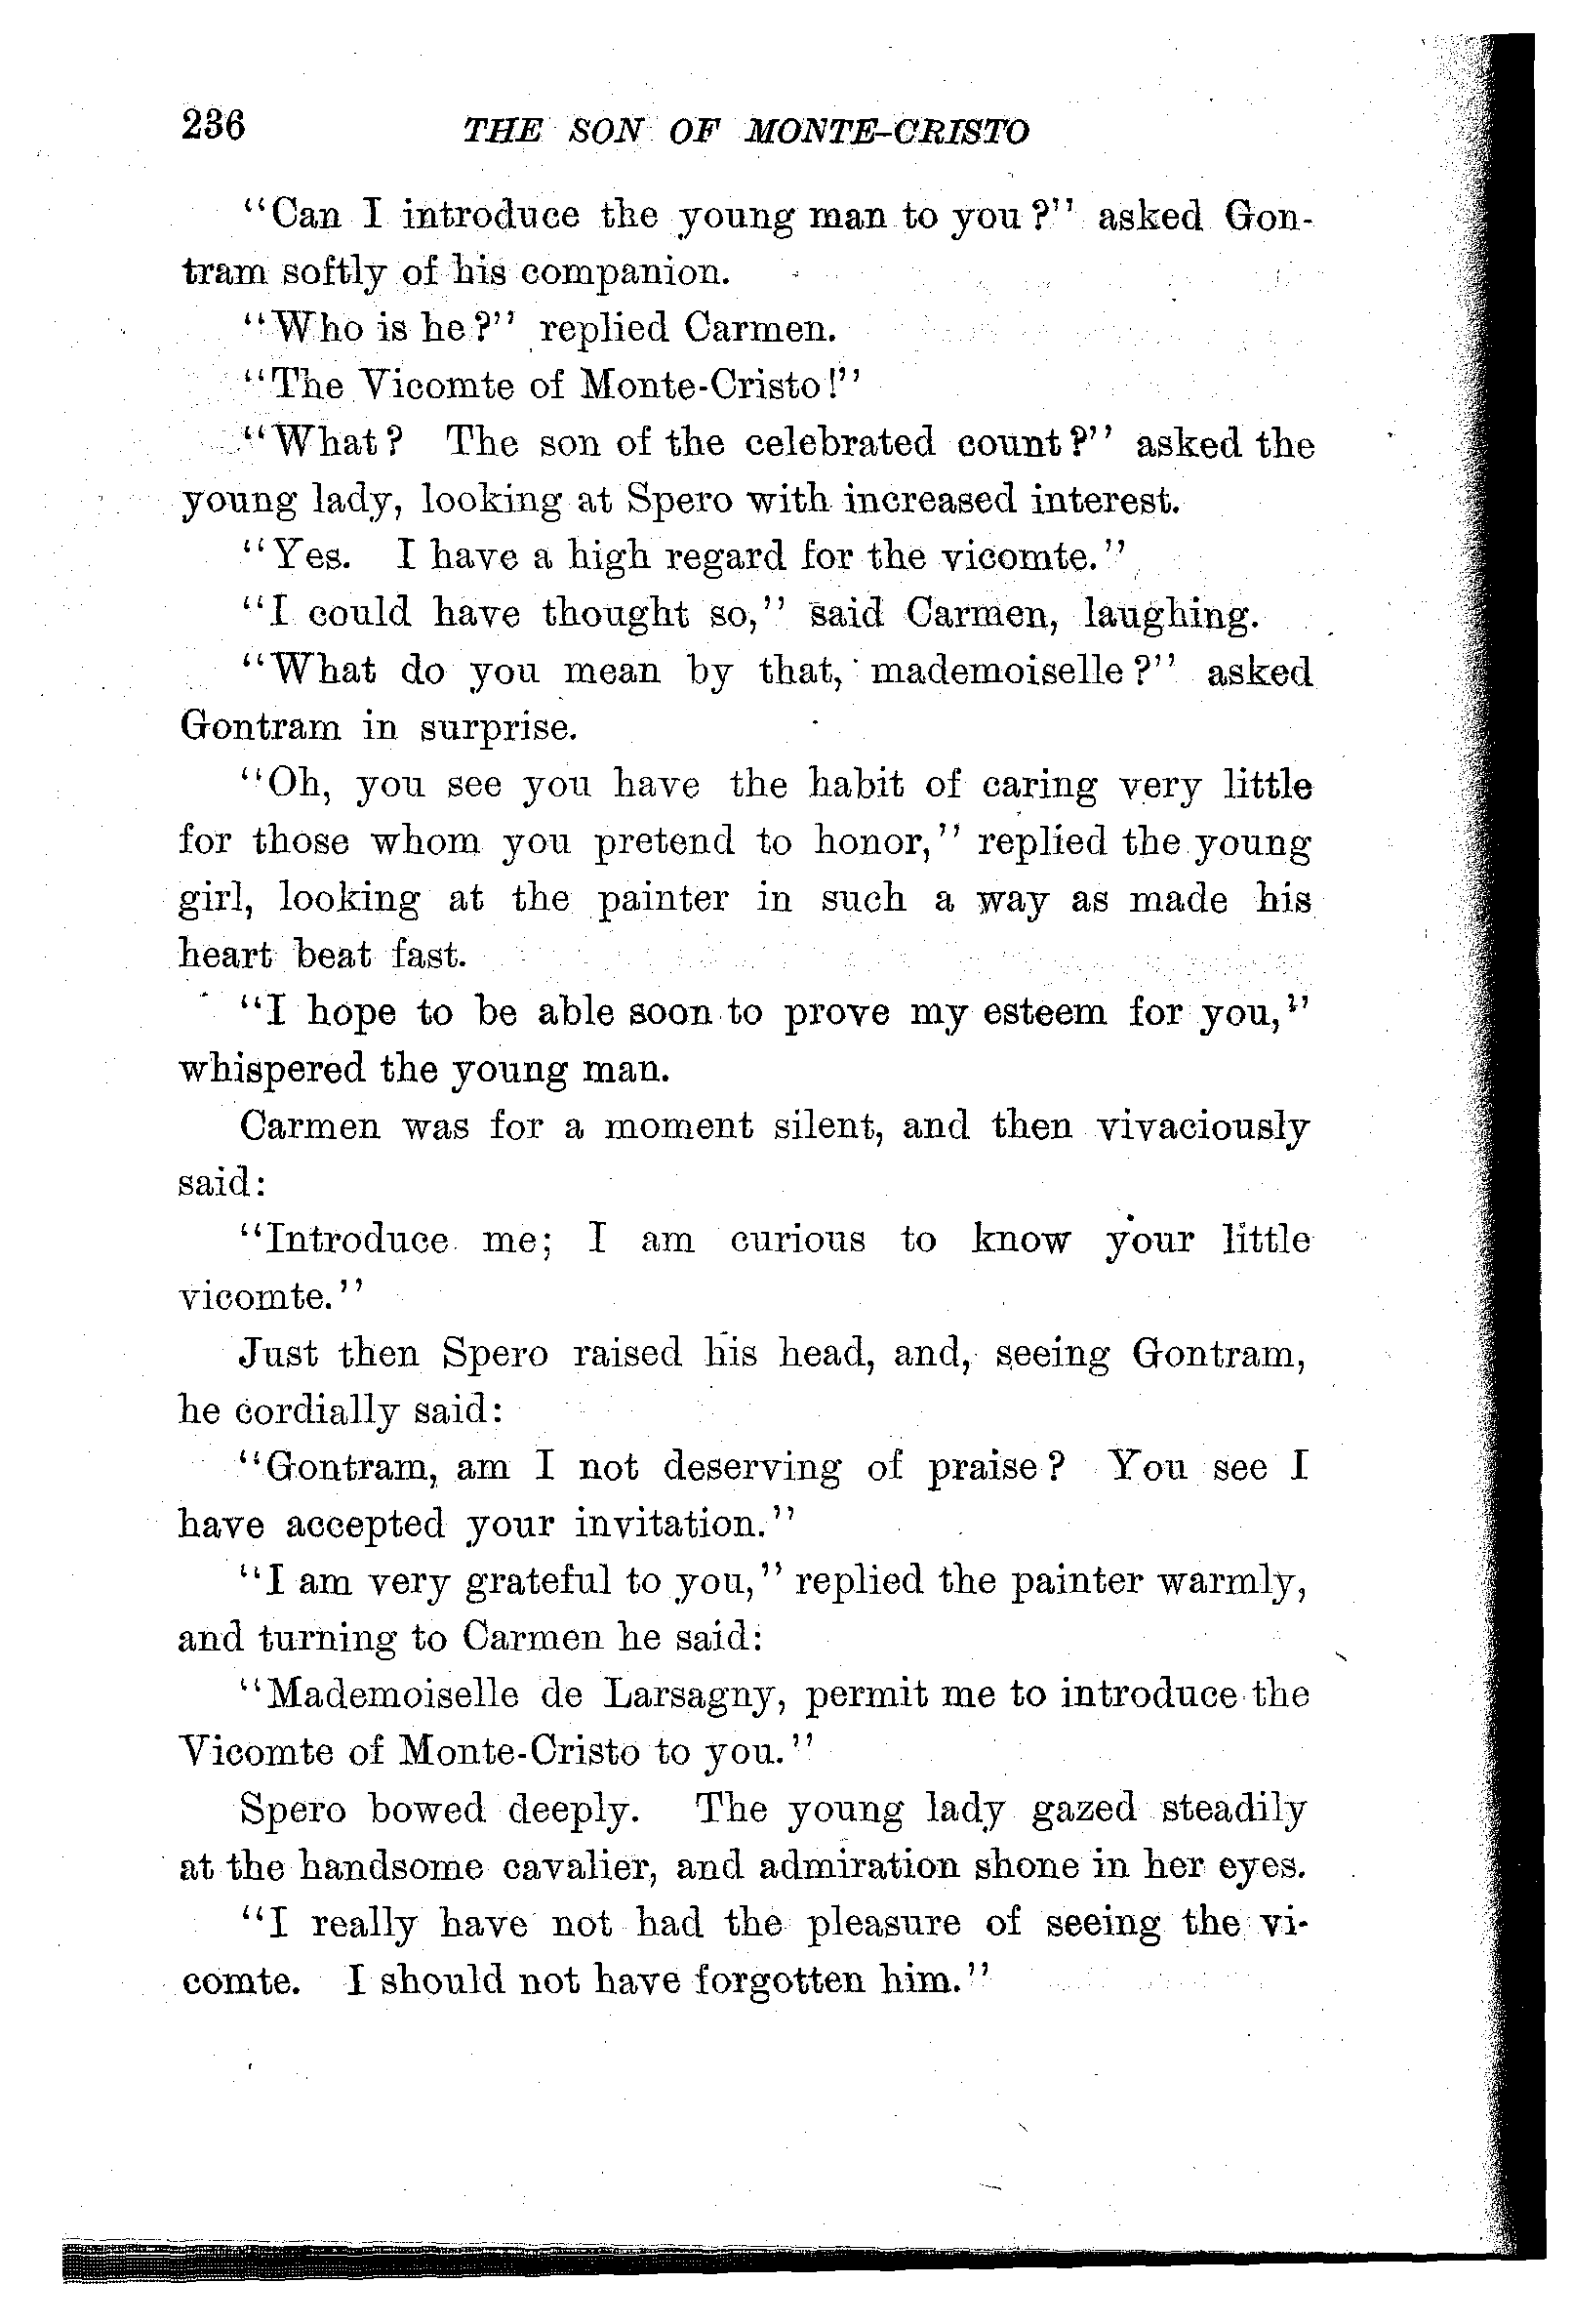 236 THE SON OF MONTE-CRISTO
"Can I introduce the young man to you?" asked Gon-
tram softly of his companion.
"Who is he?" replied Carmen.
"The Vicomte of Monte-Cristo!"
"What? The son of the celebrated count?" asked the
young lady, looking at Spero with increased interest.
"Yes. I have a high regard for the vicomte."
"I could have thought so," said Carmen, laughing.
"What do you mean by that, mademoiselle?" asked
Gontram in surprise.
"Oh, you see you have the habit of caring very little
for those whom you pretend to honor," replied the young
girl, looking at the painter in such a way as made his
heart beat fast.
"I hope to be able soon to prove my esteem for you,"
whispered the young man.
Carmen was for a moment silent, and then vivaciously
said:
"Introduce me; I am curious to know your little
vicomte."
Just then Spero raised his head, and, seeing Gontram,
he cordially said:
"Gontram, am I not deserving of praise? You see I
have accepted your invitation."
"I am very grateful to you," replied the painter warmly,
and turning to Carmen he said:
"Mademoiselle de Larsagny, permit me to introduce the
Vicomte of Monte-Cristo to you."
Spero bowed deeply. The young lady gazed steadily
at the handsome cavalier, and admiration shone in her eyes.
"I really have not had the pleasure of seeing the vi-
comte. I should not have forgotten him."